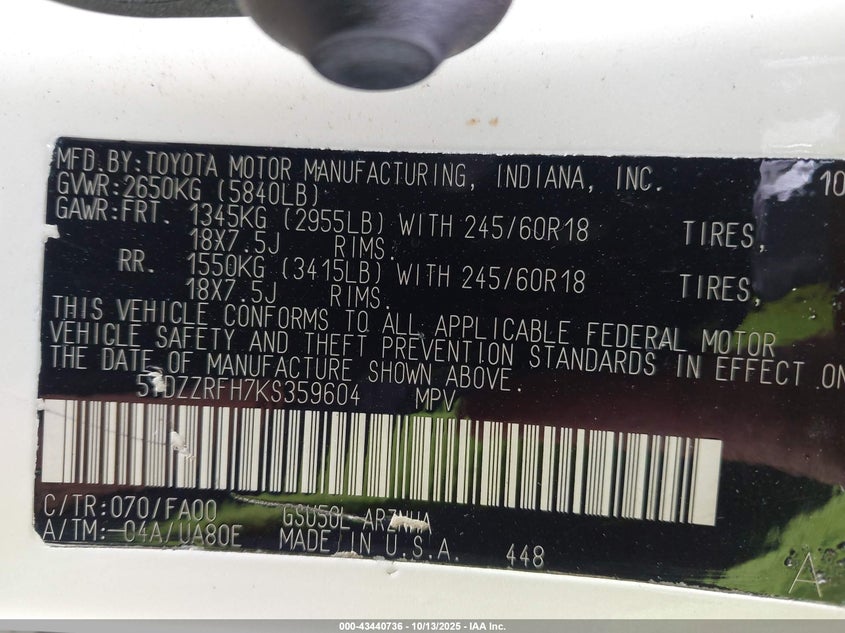 MFD.BY:TOYOTA MOTOR MANUFACTURING, INDIANA, INC. 10
GVWR:2650KG (5840LB)
GAWR:FRT. 1345KG (2955LB) WITH 245/60R18 TIRES,
18X7.5J RIMS.
RR. 1550KG (3415LB) WITH 245/60R18 TIRES,
18X7.5J RIMS.
THIS VEHICLE CONFORMS TO ALL APPLICABLE FEDERAL MOTOR
VEHICLE SAFETY AND THEFT PREVENTION STANDARDS IN EFFECT ON
THE DATE OF MANUFACTURE SHOWN ABOVE.
5TDZZRFH7KS359604 MPV
C/TR:070/FA00 GSU50L-ARZNHA
A/TM:-04A/UA80E MADE IN U.S.A. 448
A
000-43440736 - 10/13/2025 - IAA Inc.